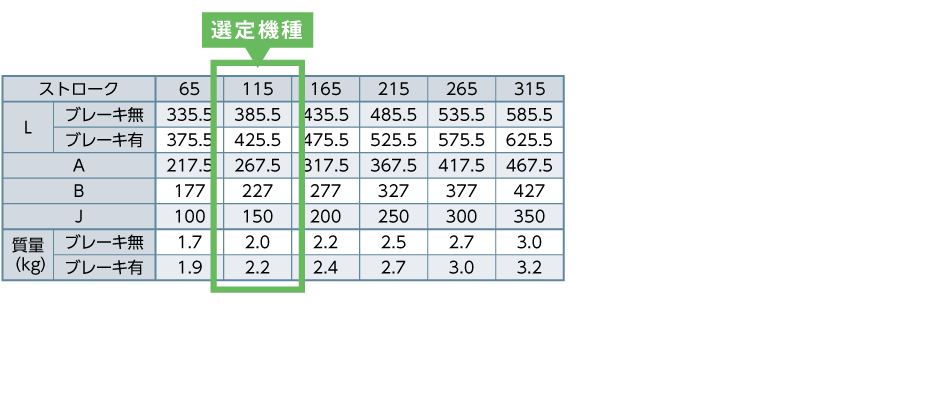 選定機種
ストローク 65 115 165 215 265 315
L ブレーキ無 335.5 385.5 435.5 485.5 535.5 585.5
ブレーキ有 375.5 425.5 475.5 525.5 575.5 625.5
A 217.5 267.5 317.5 367.5 417.5 467.5
B 177 227 277 327 377 427
J 100 150 200 250 300 350
質量(kg) ブレーキ無 1.7 2.0 2.2 2.5 2.7 3.0
ブレーキ有 1.9 2.2 2.4 2.7 3.0 3.2